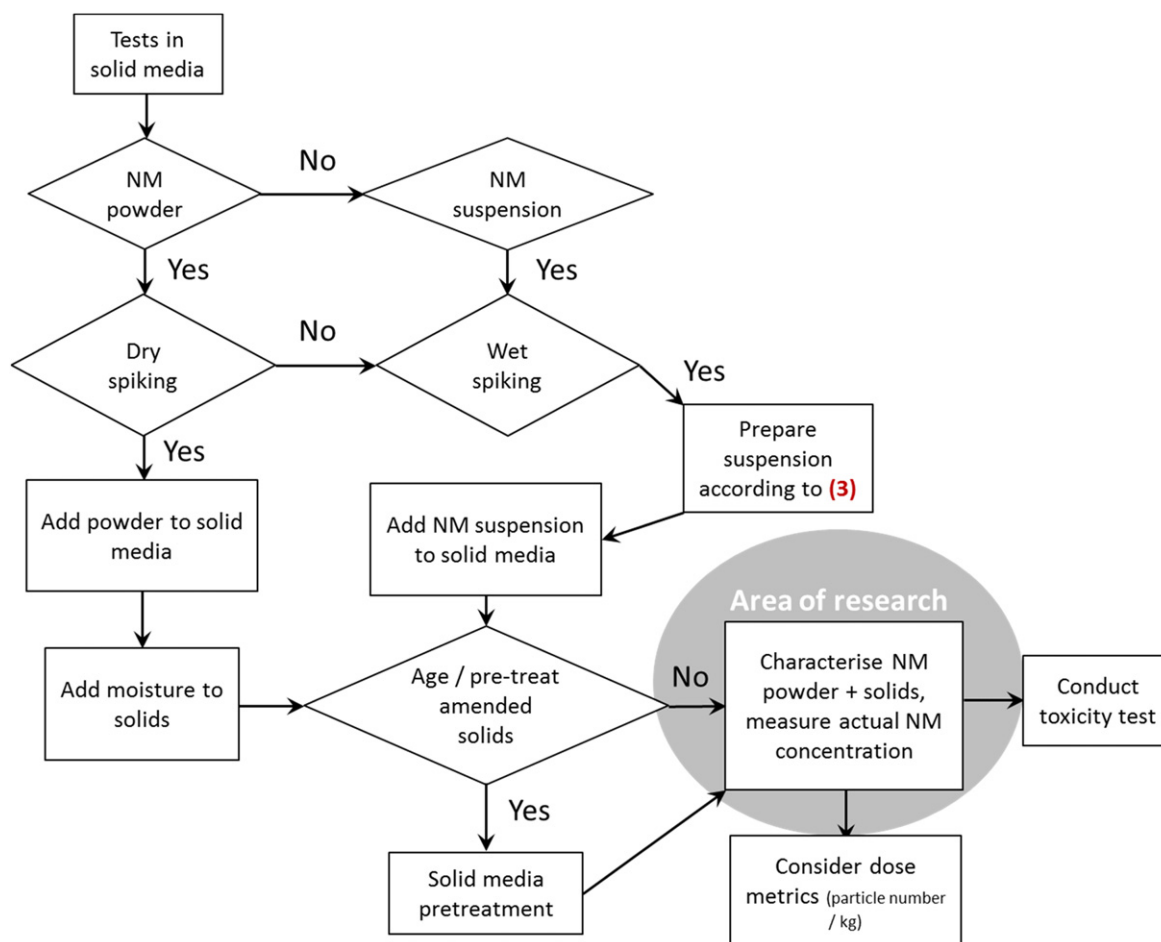 Tests in
solid media
NM
powder
No
NM
suspension
Yes
Yes
Dry
spiking
No
Wet
spiking
Yes
Yes
Prepare
suspension
according to (3)
Add powder to solid
media
Add NM suspension
to solid media
Area of research
Add moisture to
solids
Age / pre-treat
amended
solids
No
Characterise NM
powder + solids,
measure actual NM
concentration
Conduct
toxicity test
Yes
Solid media
pretreatment
Consider dose
metrics (particle number
/ kg)